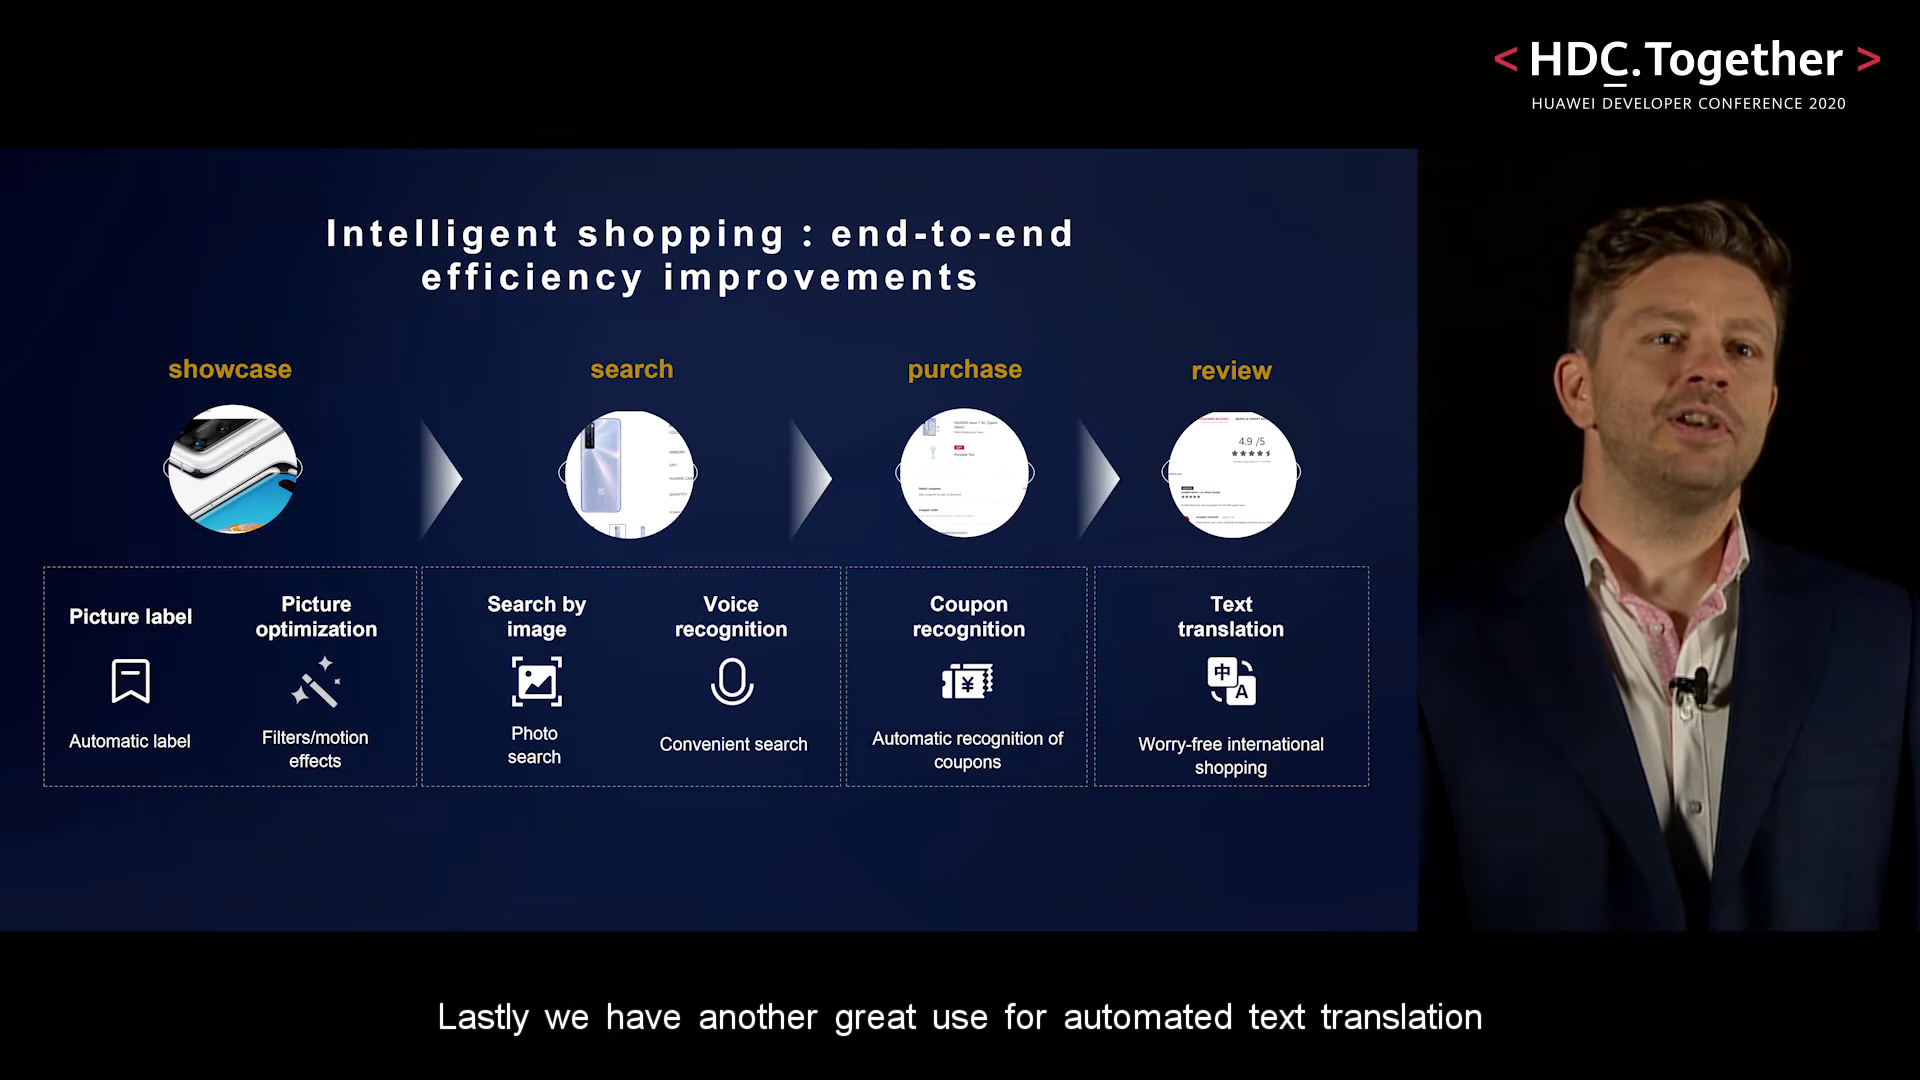 < HDC.Together >
HUAWEI DEVELOPER CONFERENCE 2020
Intelligent shopping : end-to-end
efficiency improvements
showcase
search
purchase
review
MEMORY
GIFT
QUANTITY
4.9 /5
Picture label
Automatic label
Picture
optimization
Filters/motion
effects
Search by
image
Photo
search
Voice
recognition
Convenient search
Coupon
recognition
¥
Automatic recognition of
coupons
Text
translation
中
A
Worry-free international
shopping
Lastly we have another great use for automated text translation